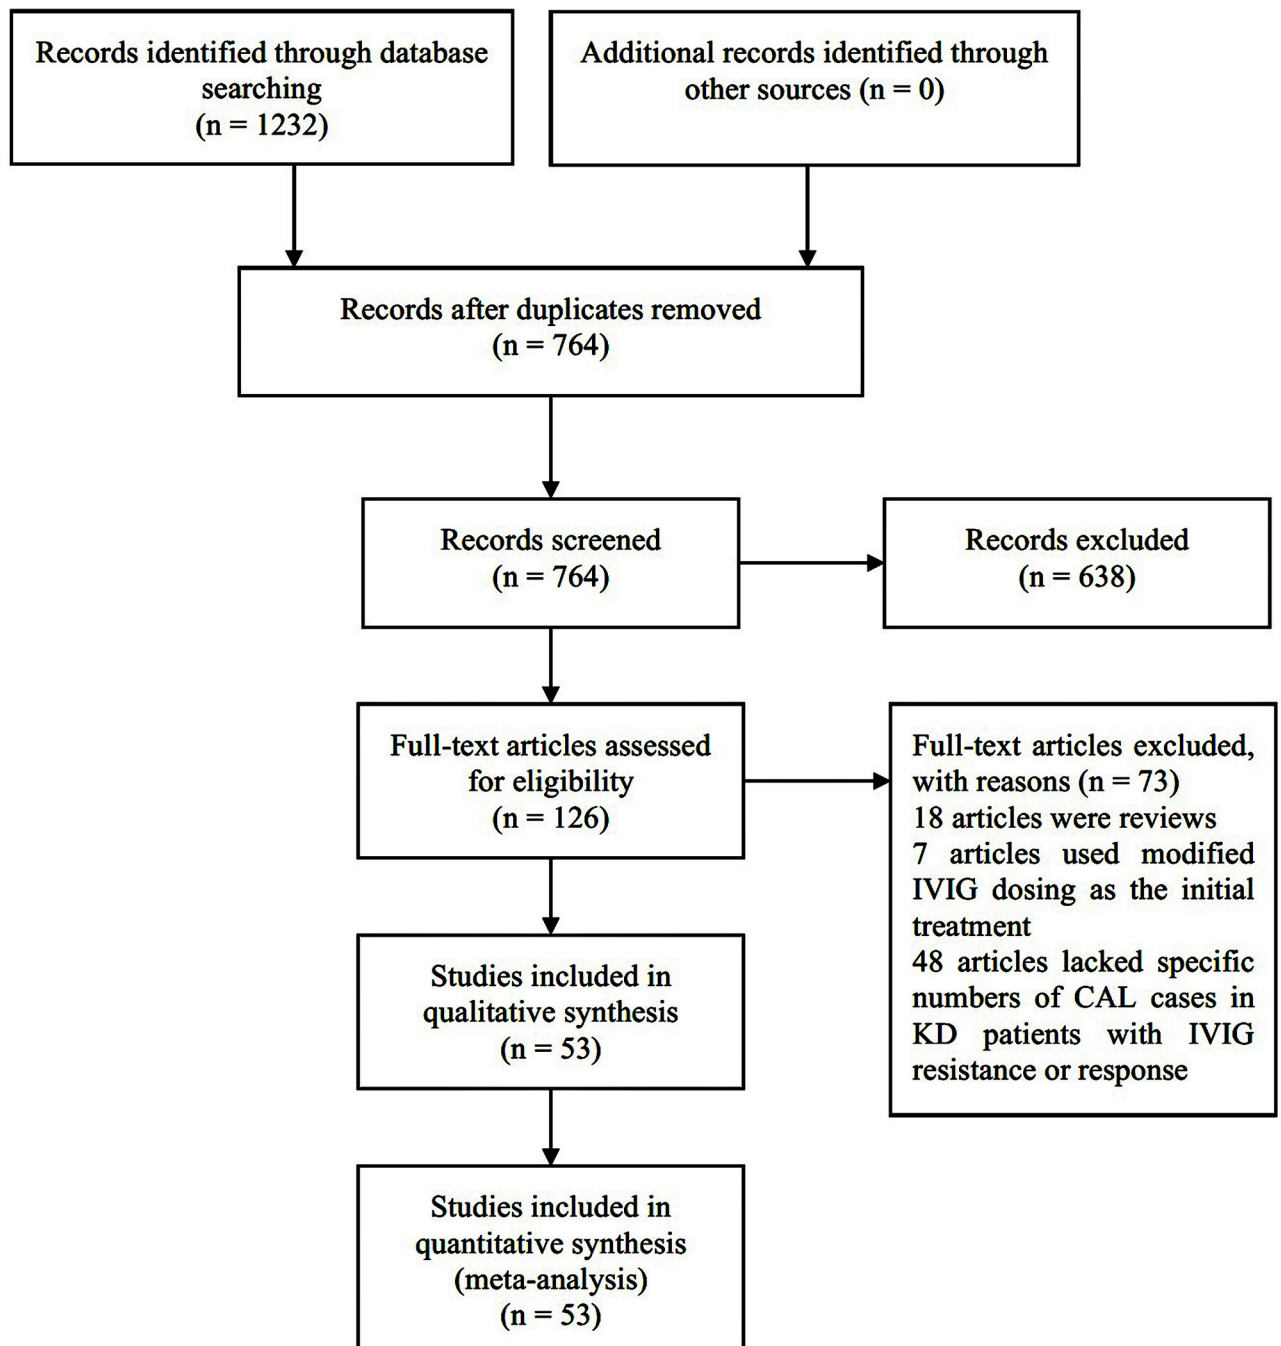 Records identified through database
searching
(n = 1232)
Additional records identified through
other sources (n = 0)
Records after duplicates removed
(n = 764)
Records screened
(n = 764)
Records excluded
(n = 638)
Full-text articles assessed
for eligibility
(n = 126)
Full-text articles excluded,
with reasons (n = 73)
18 articles were reviews
7 articles used modified
IVIG dosing as the initial
treatment
48 articles lacked specific
numbers of CAL cases in
KD patients with IVIG
resistance or response
Studies included in
qualitative synthesis
(n = 53)
Studies included in
quantitative synthesis
(meta-analysis)
(n = 53)